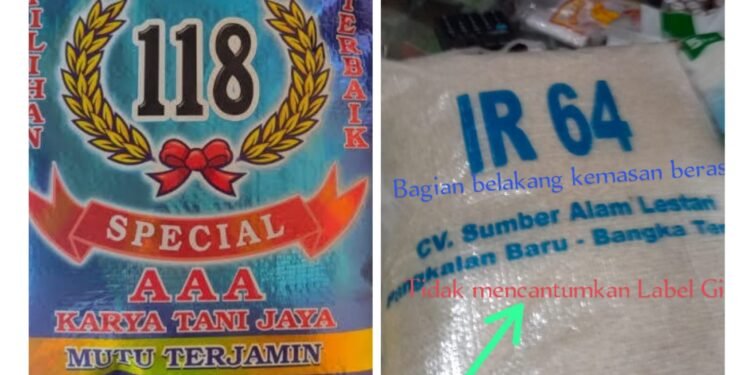 118
TERBAIK
SPECIAL
AAA
KARYA TANI JAYA
MUTU TERJAMIN
IR 64
Bagian belakang kemasan beras
CV. Sumber Alam Lestari
Pangkalan Baru - Bangka
Tidak mencantumkan Label